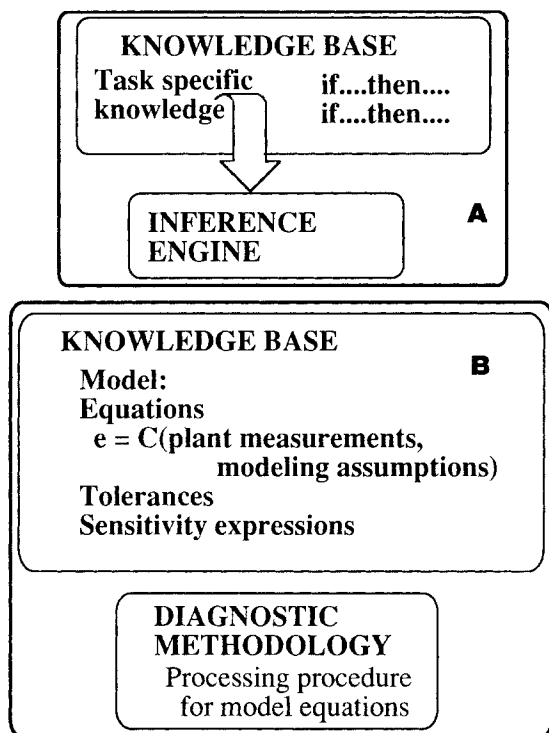 KNOWLEDGE BASE
Task specific if....then....
knowledge if....then....
INFERENCE
ENGINE
A
KNOWLEDGE BASE
B
Model:
Equations
e = C(plant measurements,
modeling assumptions)
Tolerances
Sensitivity expressions
DIAGNOSTIC
METHODOLOGY
Processing procedure
for model equations